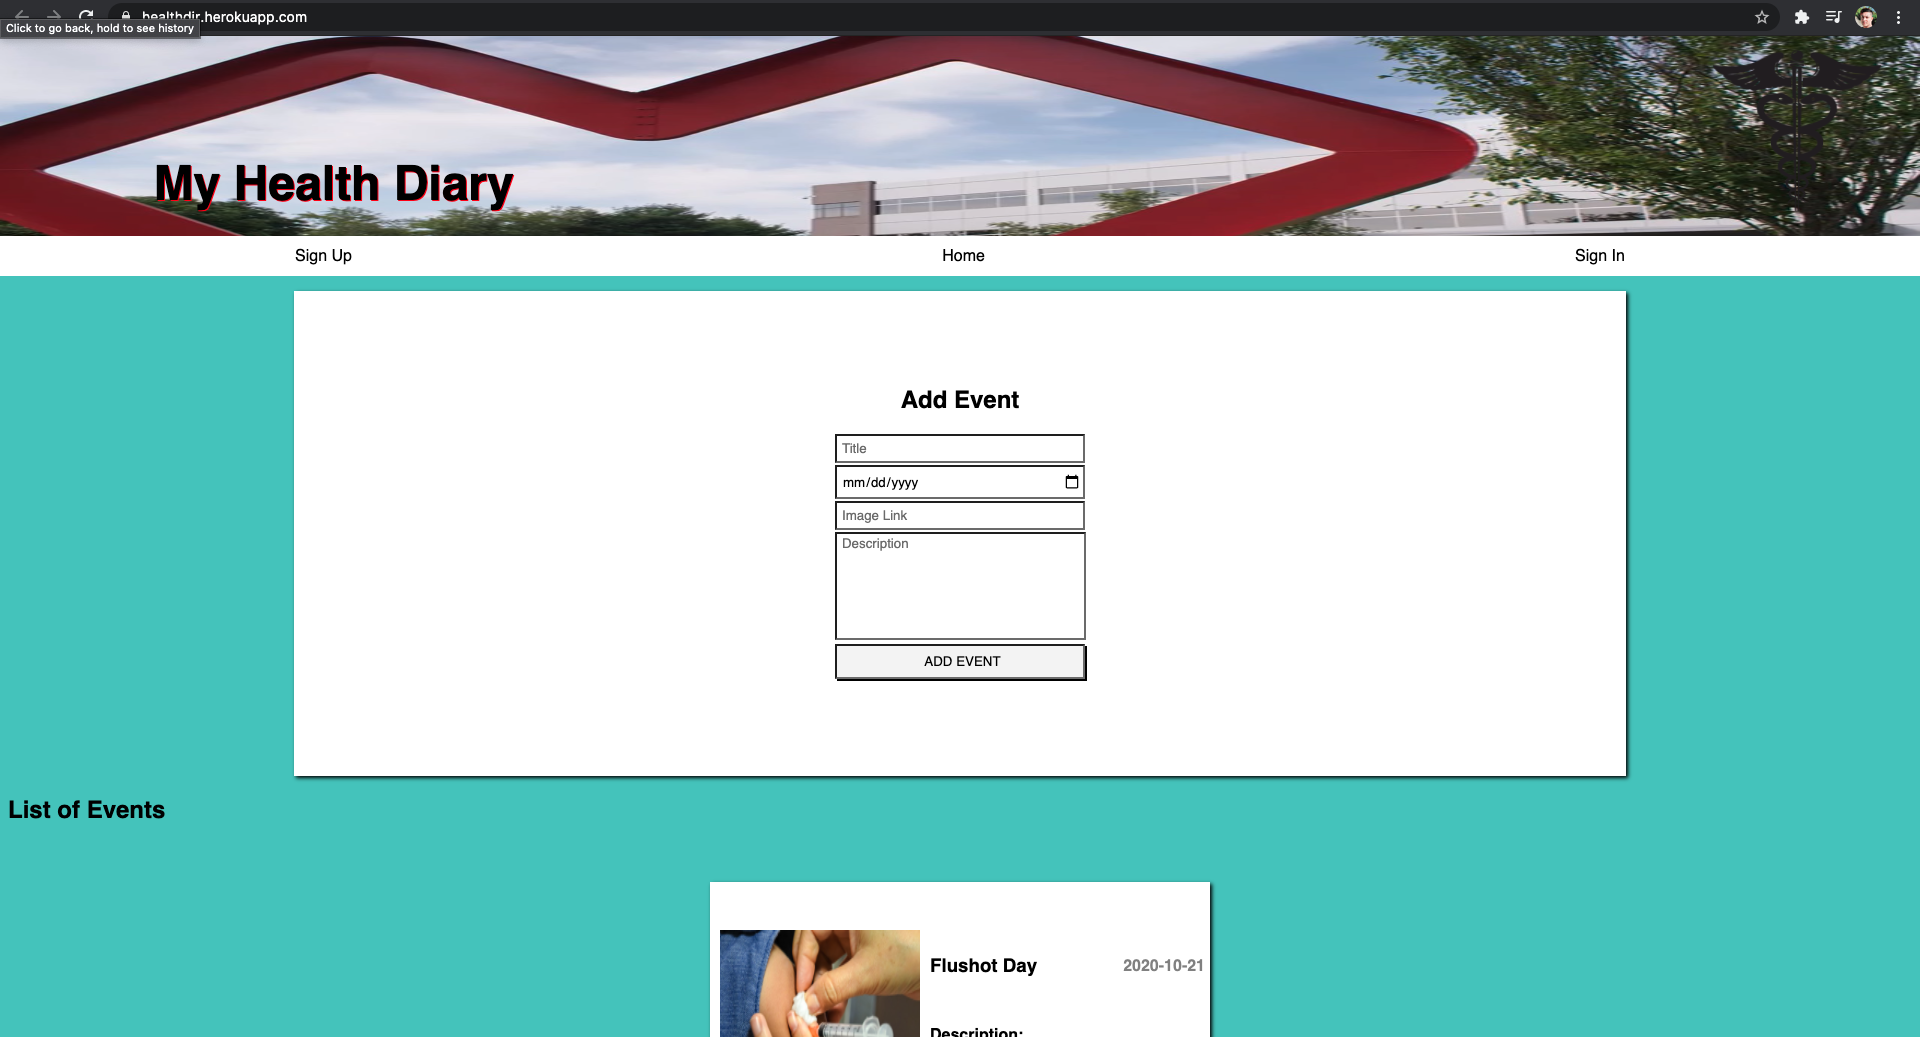 healthdir.herokuapp.com
Click to go back, hold to see history
My Health Diary
Sign Up
Home
Sign In
Add Event
Title
mm/dd/yyyy
Image Link
Description
ADD EVENT
List of Events
Flushot Day
2020-10-21
Description: